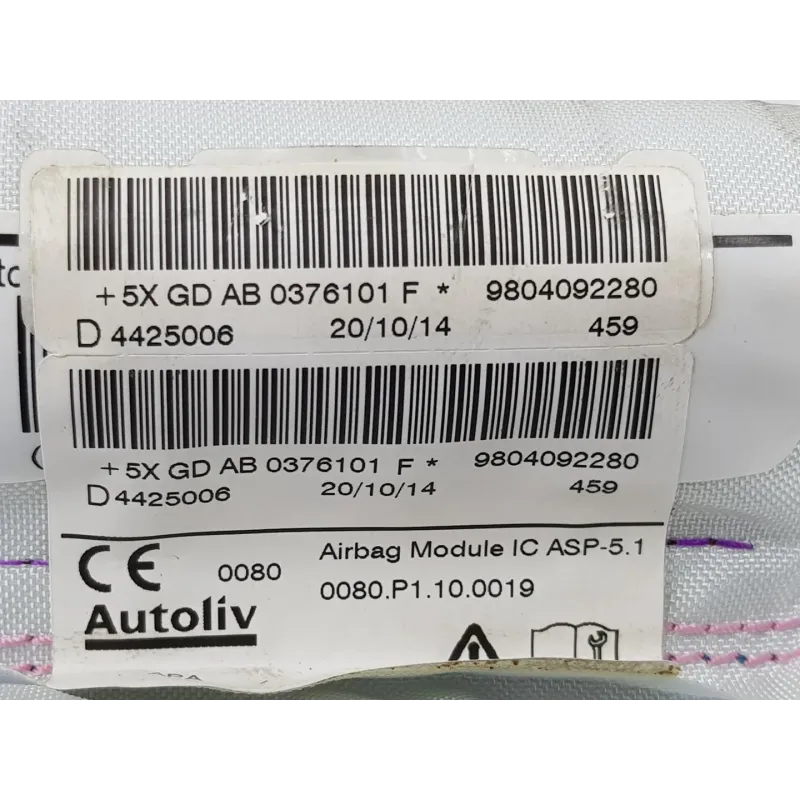 + 5X GD AB 0376101 F * 9804092280
D 4425006 20/10/14 459
+ 5X GD AB 0376101 F * 9804092280
D 4425006 20/10/14 459
CE 0080 Airbag Module IC ASP-5.1
0080.P1.10.0019
Autoliv